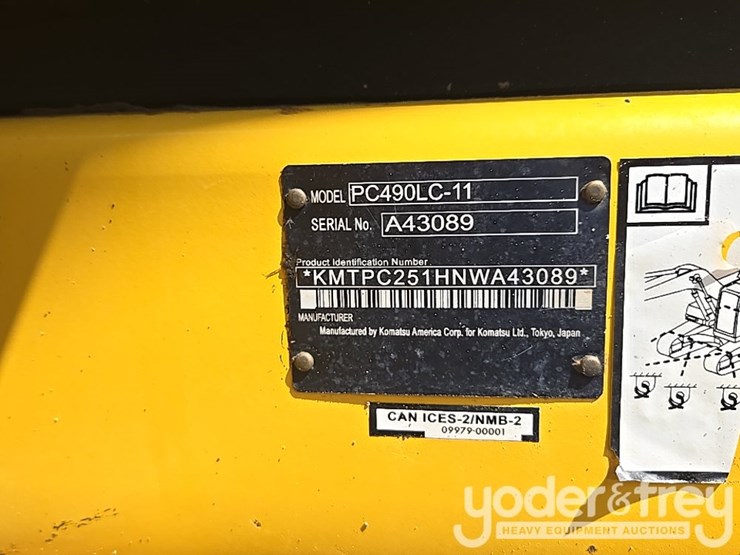 MODEL PC490LC-11
SERIAL No. A43089
Product Identification Number
*KMTPC251HNWA43089*
MANUFACTURER
Manufactured by Komatsu America Corp. for Komatsu Ltd., Tokyo, Japan
CAN ICES-2/NMB-2
09979-00001
yoder&frey
HEAVY EQUIPMENT AUCTIONS